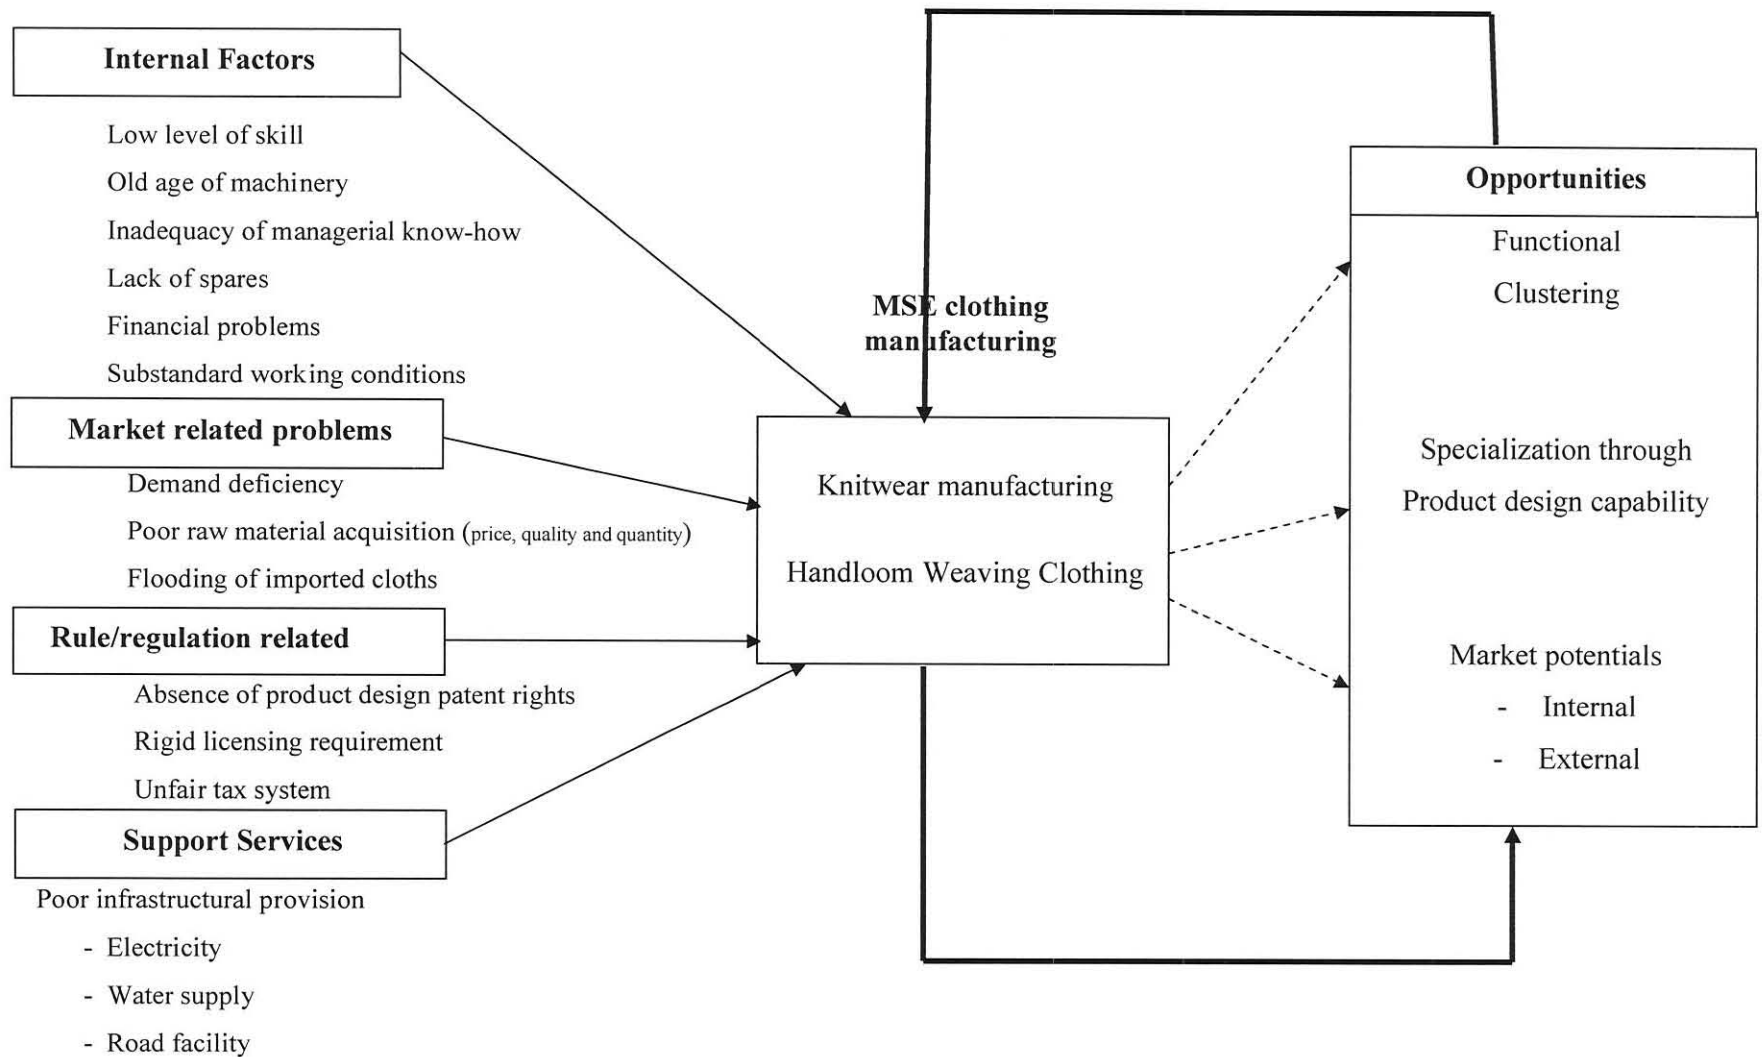 Internal Factors
Low level of skill
Old age of machinery
Inadequacy of managerial know-how
Lack of spares
Financial problems
Substandard working conditions
Market related problems
Demand deficiency
Poor raw material acquisition (price, quality and quantity)
Flooding of imported cloths
Rule/regulation related
Absence of product design patent rights
Rigid licensing requirement
Unfair tax system
Support Services
Poor infrastructural provision
- Electricity
- Water supply
- Road facility
MSE clothing
manufacturing
Knitwear manufacturing
Handloom Weaving Clothing
Opportunities
Functional
Clustering
Specialization through
Product design capability
Market potentials
- Internal
- External